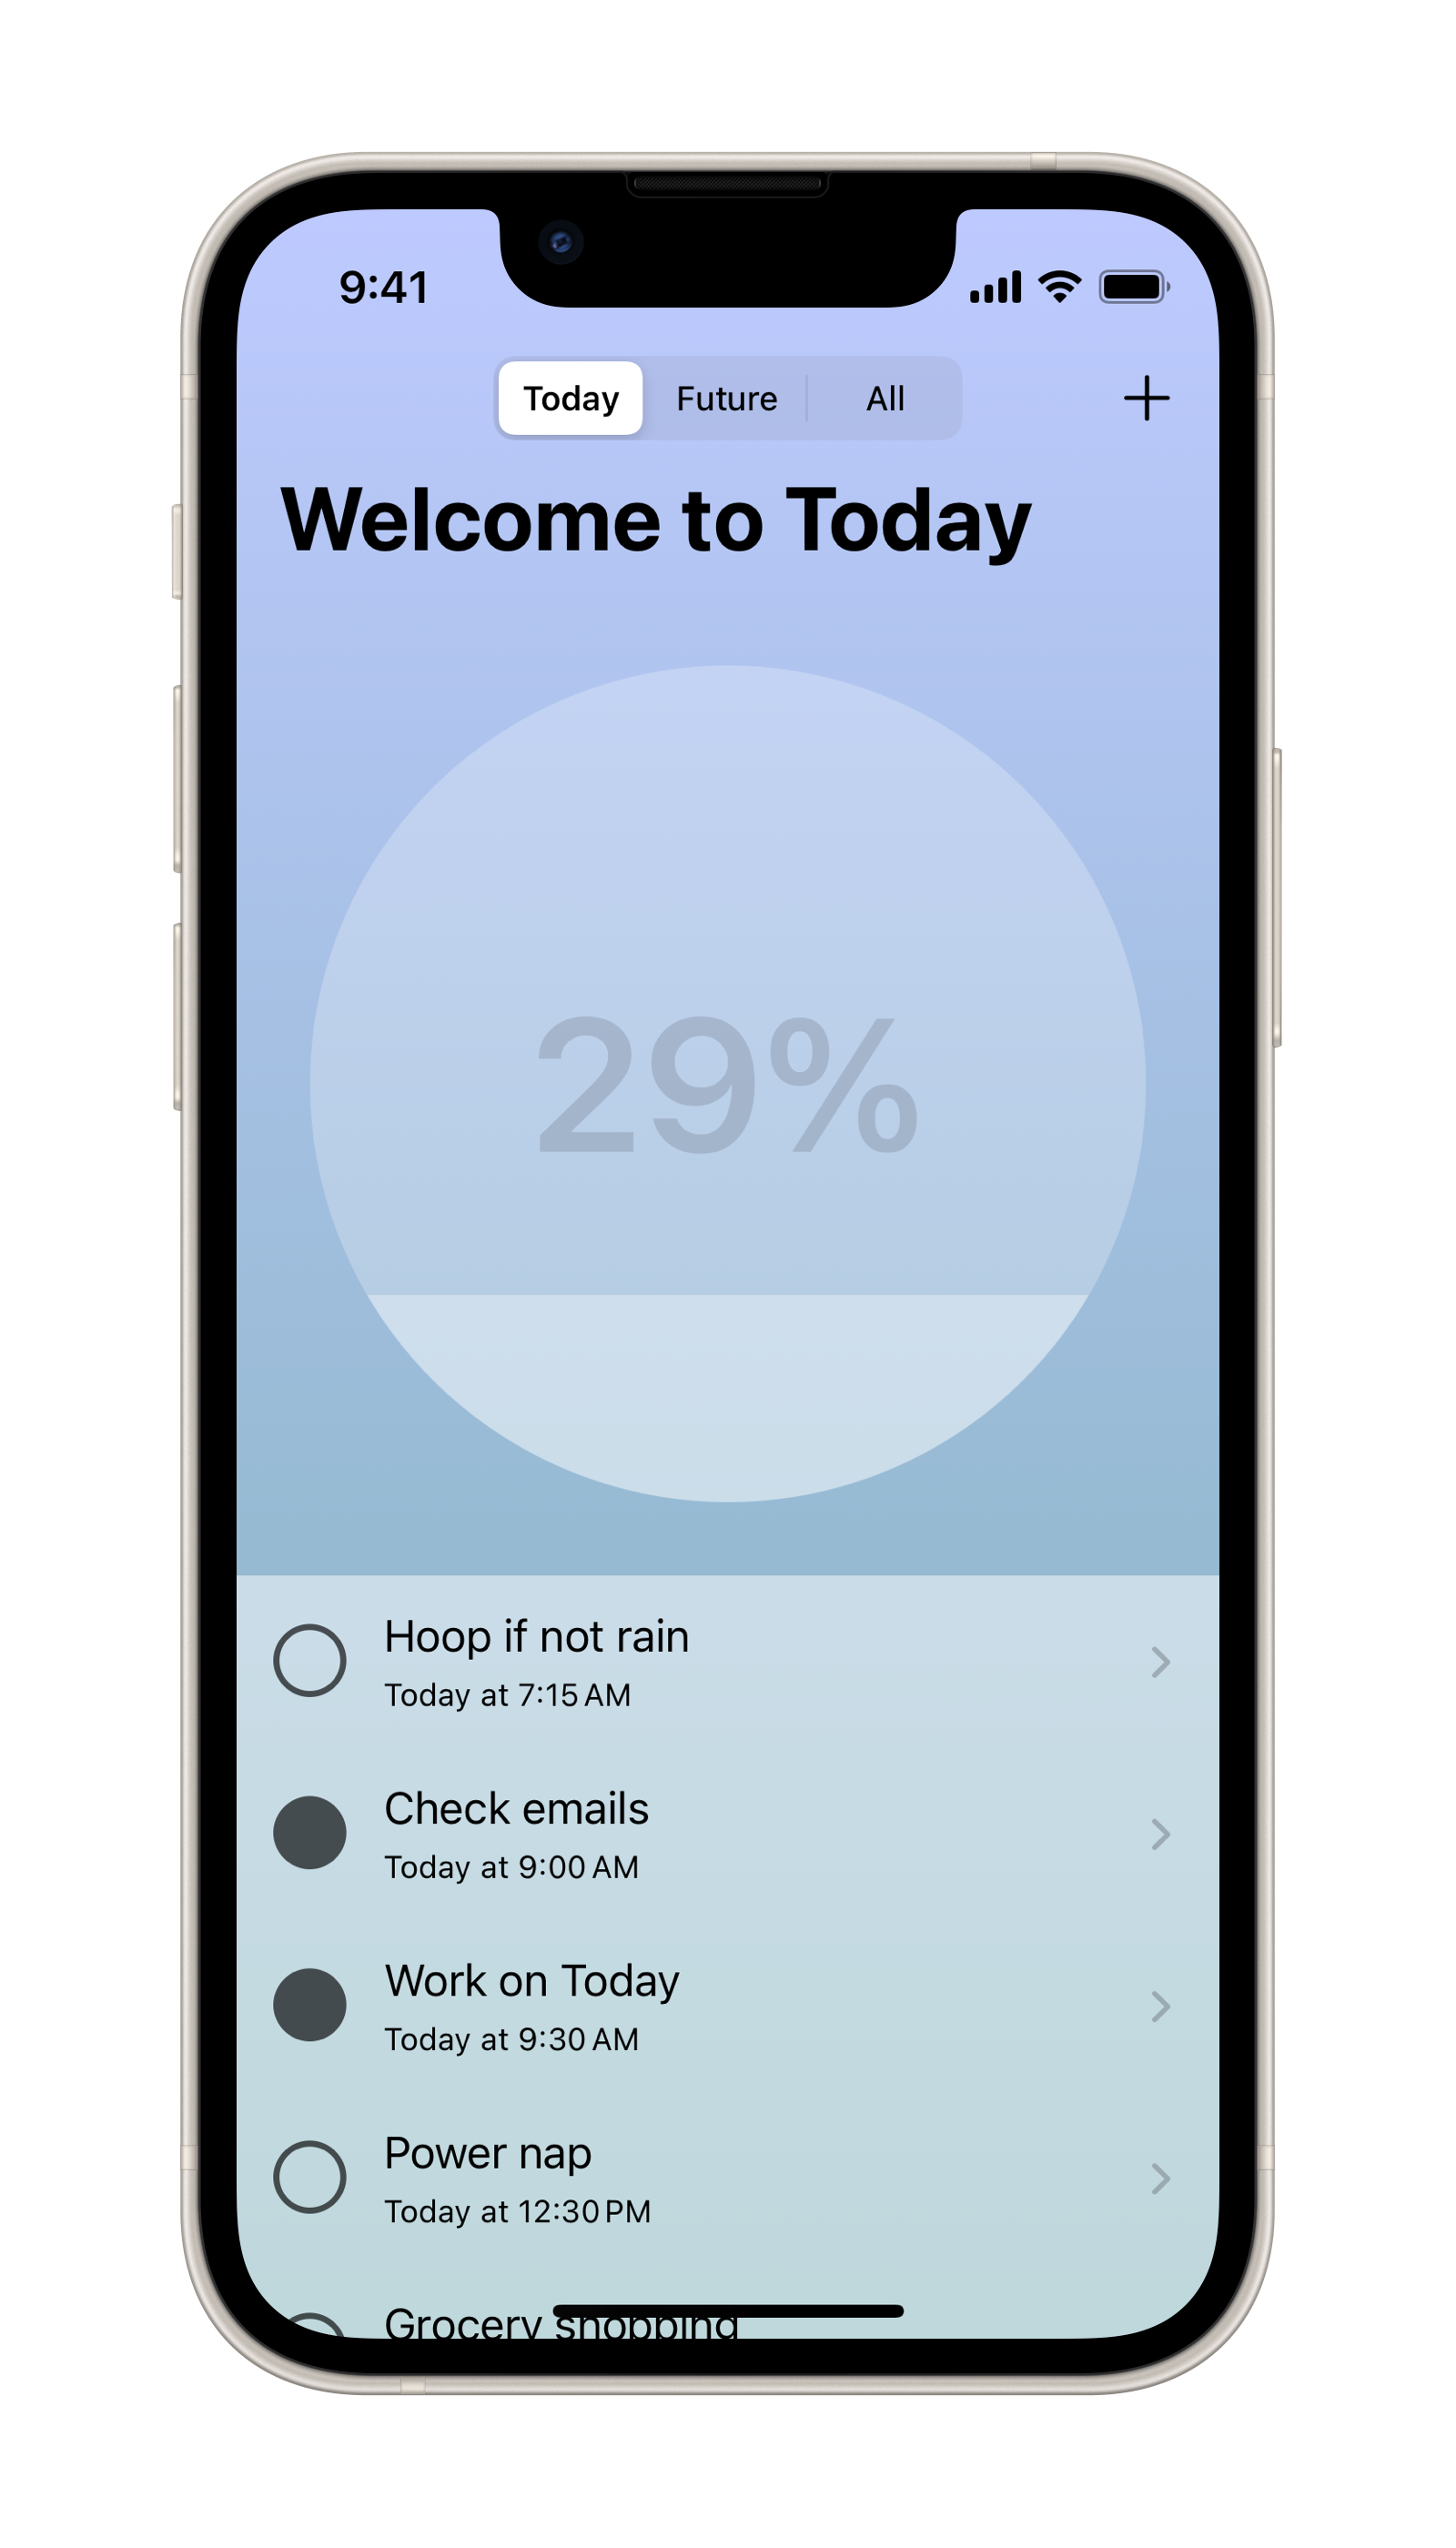 9:41
Today Future All
Welcome to Today
29%
Hoop if not rain
Today at 7:15 AM
Check emails
Today at 9:00 AM
Work on Today
Today at 9:30 AM
Power nap
Today at 12:30 PM
Grocery shopping